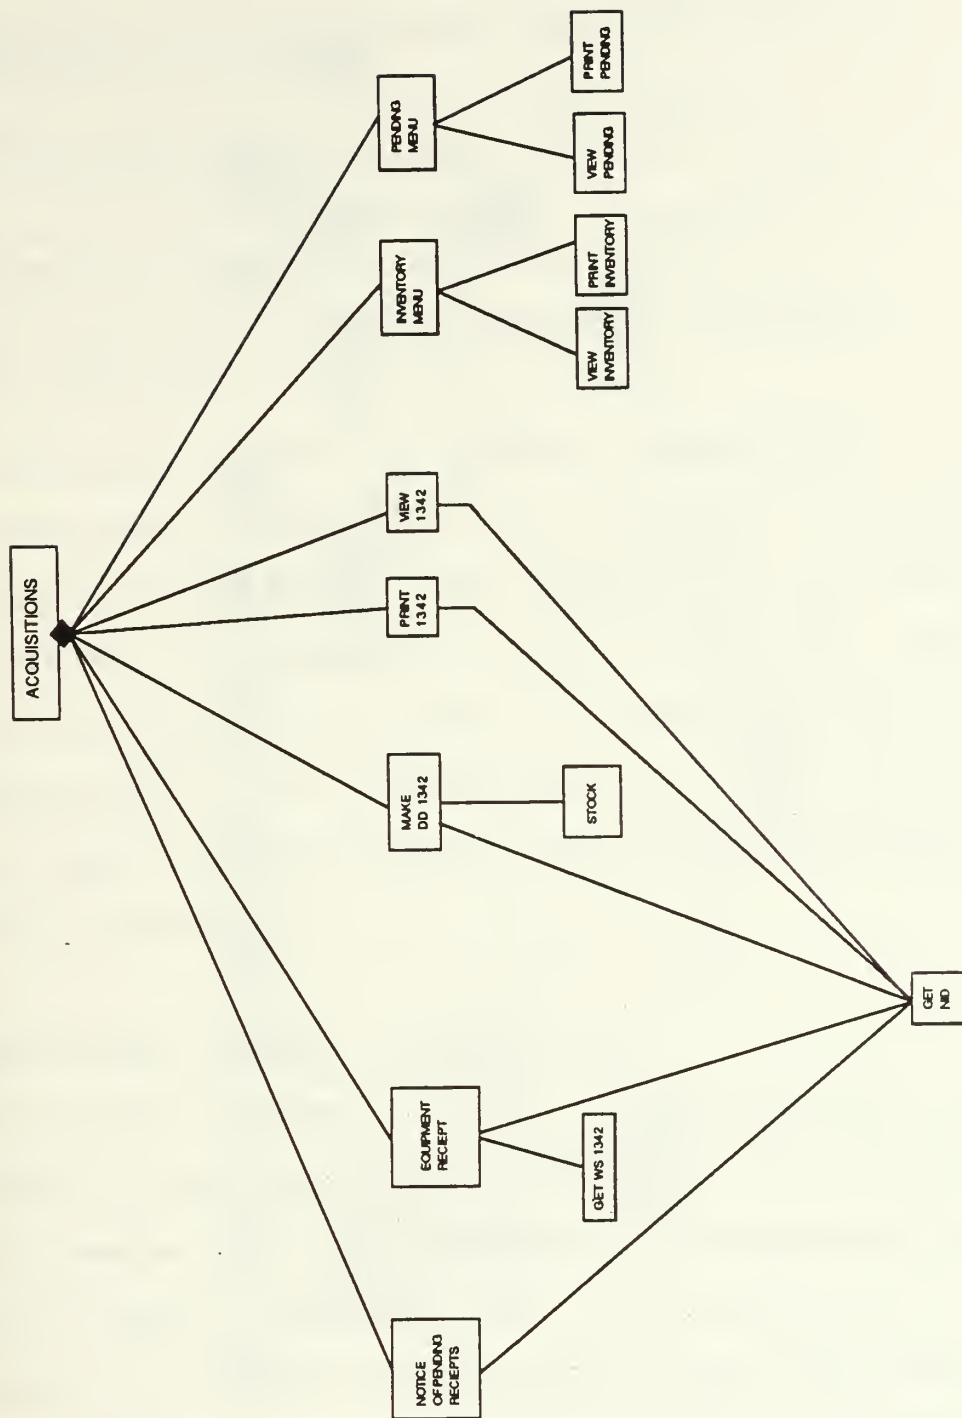 ACQUISITIONS
NOTICE
OF PENDING
RECIEPTS
EQUIPMENT
RECIEPT
MAKE
DD 1342
PRINT
1342
VIEW
1342
INVENTORY
MENU
PENDING
MENU
GET WS 1342
STOCK
VIEW
INVENTORY
PRINT
INVENTORY
VIEW
PENDING
PRINT
PENDING
GET
NID